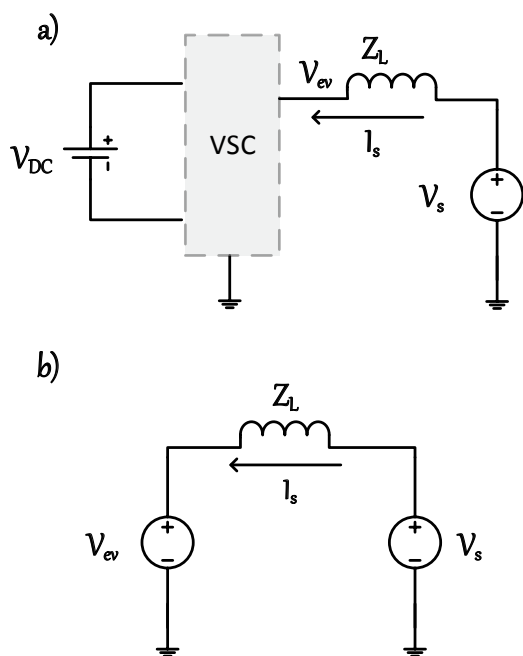 a)
Z_L
V_ev
I_s
VSC
V_DC
+
-
V_s
+
-
b)
Z_L
I_s
V_ev
+
-
+
-
V_s